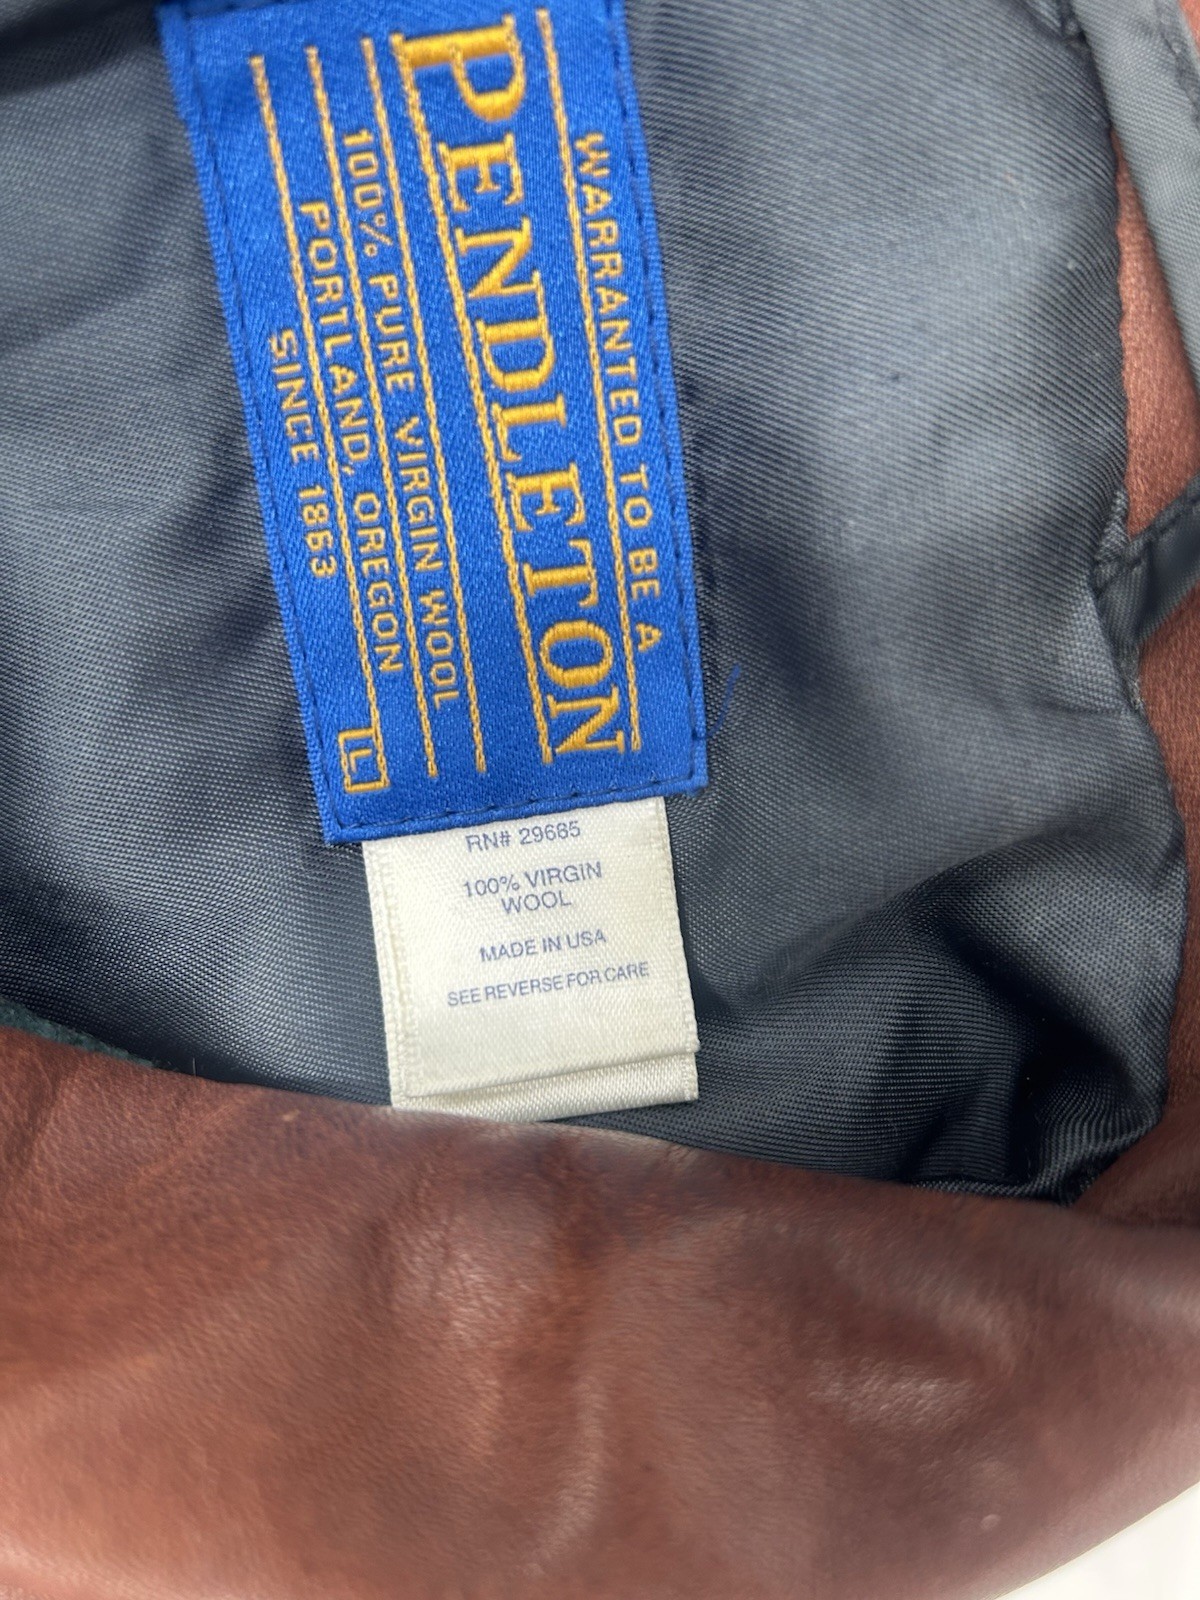 WARRANTED TO BE A
PENDLETON
100% PURE VIRGIN WOOL
PORTLAND, OREGON
SINCE 1863
L
RN# 29685
100% VIRGIN
WOOL
MADE IN USA
SEE REVERSE FOR CARE